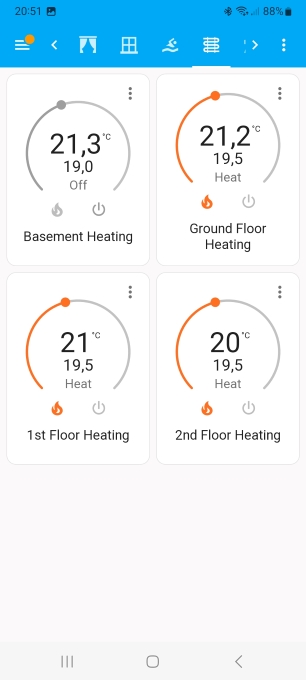 20:51
88%
21,3 °C
19,0
Off
Basement Heating
21,2 °C
19,5
Heat
Ground Floor
Heating
21 °C
19,5
Heat
1st Floor Heating
20 °C
19,5
Heat
2nd Floor Heating